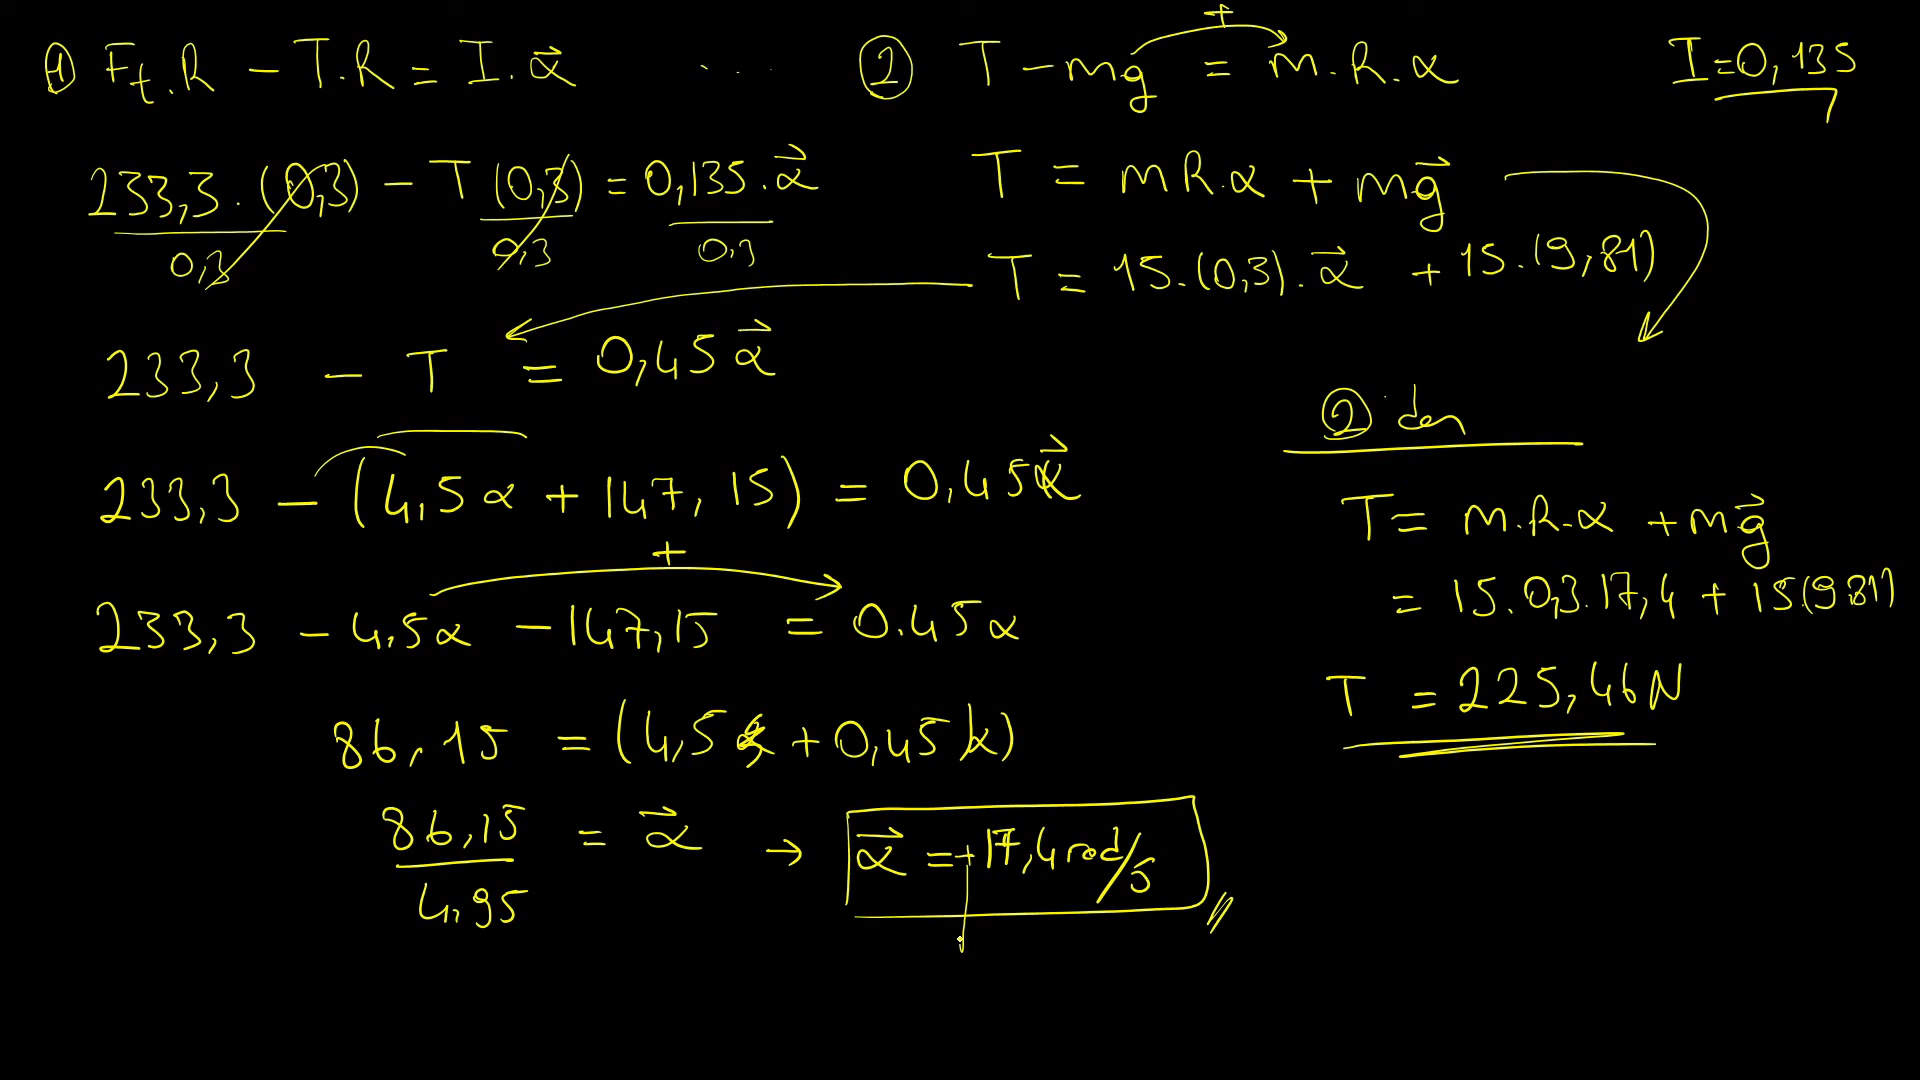 ① Ft.R − T.R = I.α⃗ ... ② T − mg = m.R.α I=0,135
+
233,3.(0,3) − T(0,3) = 0,135.α⃗
0,3 0,3 0,3
T = mR.α + mg⃗
T = 15.(0,3).α⃗ + 15.(9,81)
233,3 − T = 0,45α⃗
233,3 − (4,5α + 147,15) = 0,45α⃗
+
233,3 − 4,5α − 147,15 = 0.45α
86,15 = (4,5α + 0,45α)
86,15 = α⃗ → α⃗ = +17,4rad/s
4,95
② den
T = m.R.α + mg⃗
= 15.0,3.17,4 + 15(9.81)
T = 225,46N